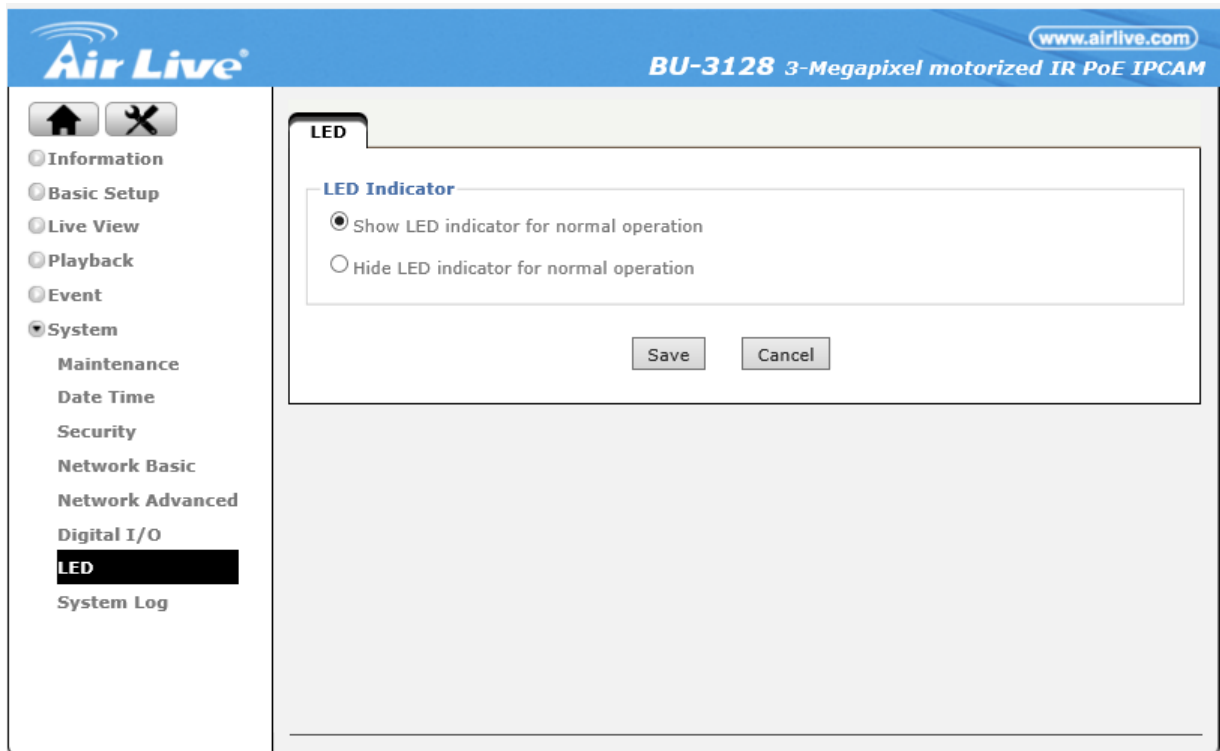 Air Live®
www.airlive.com
BU-3128 3-Megapixel motorized IR PoE IPCAM
Information
Basic Setup
Live View
Playback
Event
System
Maintenance
Date Time
Security
Network Basic
Network Advanced
Digital I/O
LED
System Log
LED
LED Indicator
Show LED indicator for normal operation
Hide LED indicator for normal operation
Save Cancel